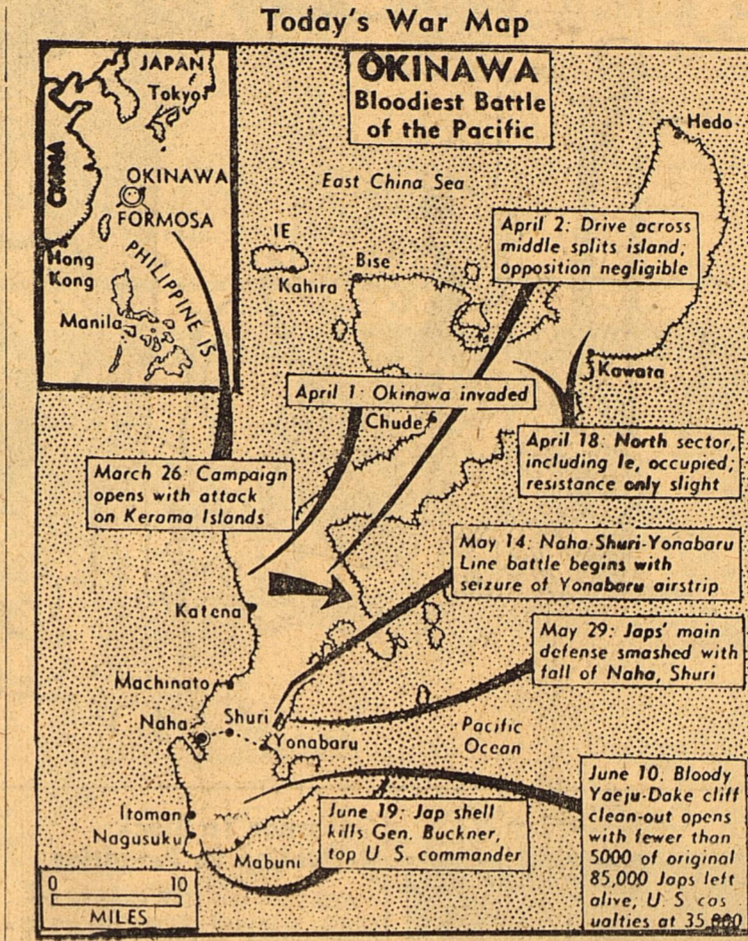 Today's War Map
OKINAWA
Bloodiest Battle
of the Pacific
JAPAN
Tokyo
CHINA
OKINAWA
FORMOSA
Hong
Kong
PHILIPPINE IS
Manila
East China Sea
Hedo
IE
Kahira
Bise
April 2: Drive across
middle splits island;
opposition negligible
Kawata
April 1: Okinawa invaded
Chude
April 18: North sector,
including Ie, occupied;
resistance only slight
March 26: Campaign
opens with attack
on Kerama Islands
May 14: Naha-Shuri-Yonabaru
Line battle begins with
seizure of Yonabaru airstrip
Katena
May 29: Japs' main
defense smashed with
fall of Naha, Shuri
Machinato
Naha
Shuri
Yonabaru
Pacific
Ocean
June 10. Bloody
Yaeju-Dake cliff
clean-out opens
with fewer than
5000 of original
85,000 Japs left
alive, U S cas
ualties at 35,000
Itoman
Nagusuku
Mabuni
June 19: Jap shell
kills Gen. Buckner,
top U. S. commander
0 10
MILES